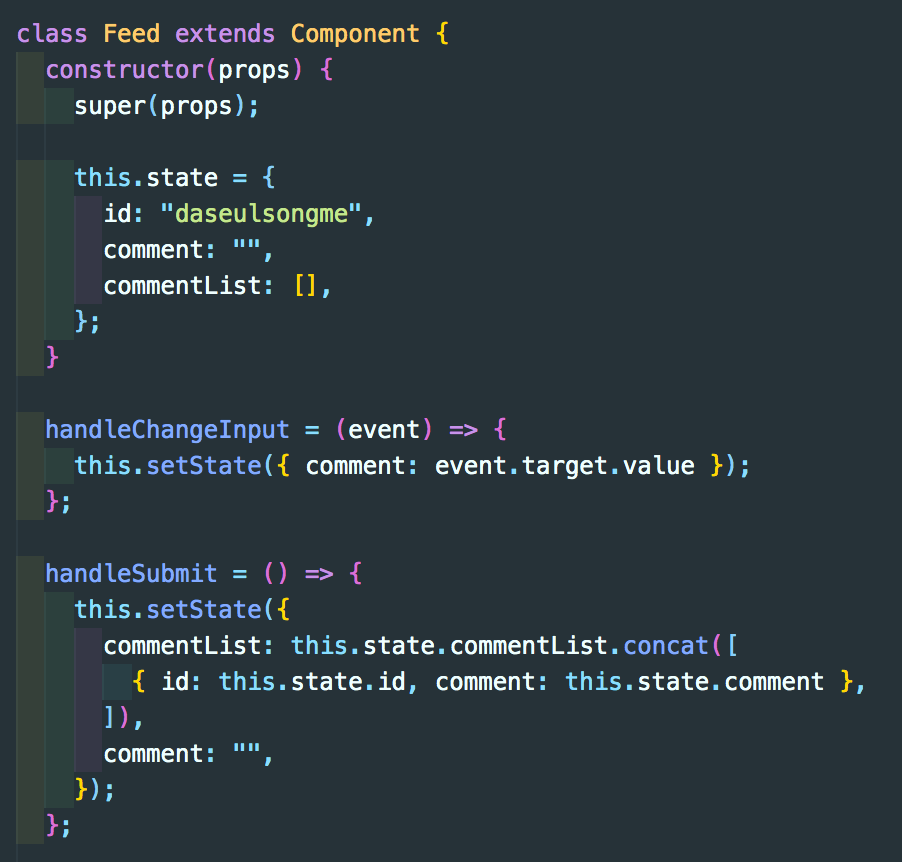 class Feed extends Component {
  constructor(props) {
    super(props);

    this.state = {
      id: "daseulsongme",
      comment: "",
      commentList: [],
    };
  }

  handleChangeInput = (event) => {
    this.setState({ comment: event.target.value });
  };

  handleSubmit = () => {
    this.setState({
      commentList: this.state.commentList.concat([
        { id: this.state.id, comment: this.state.comment },
      ]),
      comment: "",
    });
  };